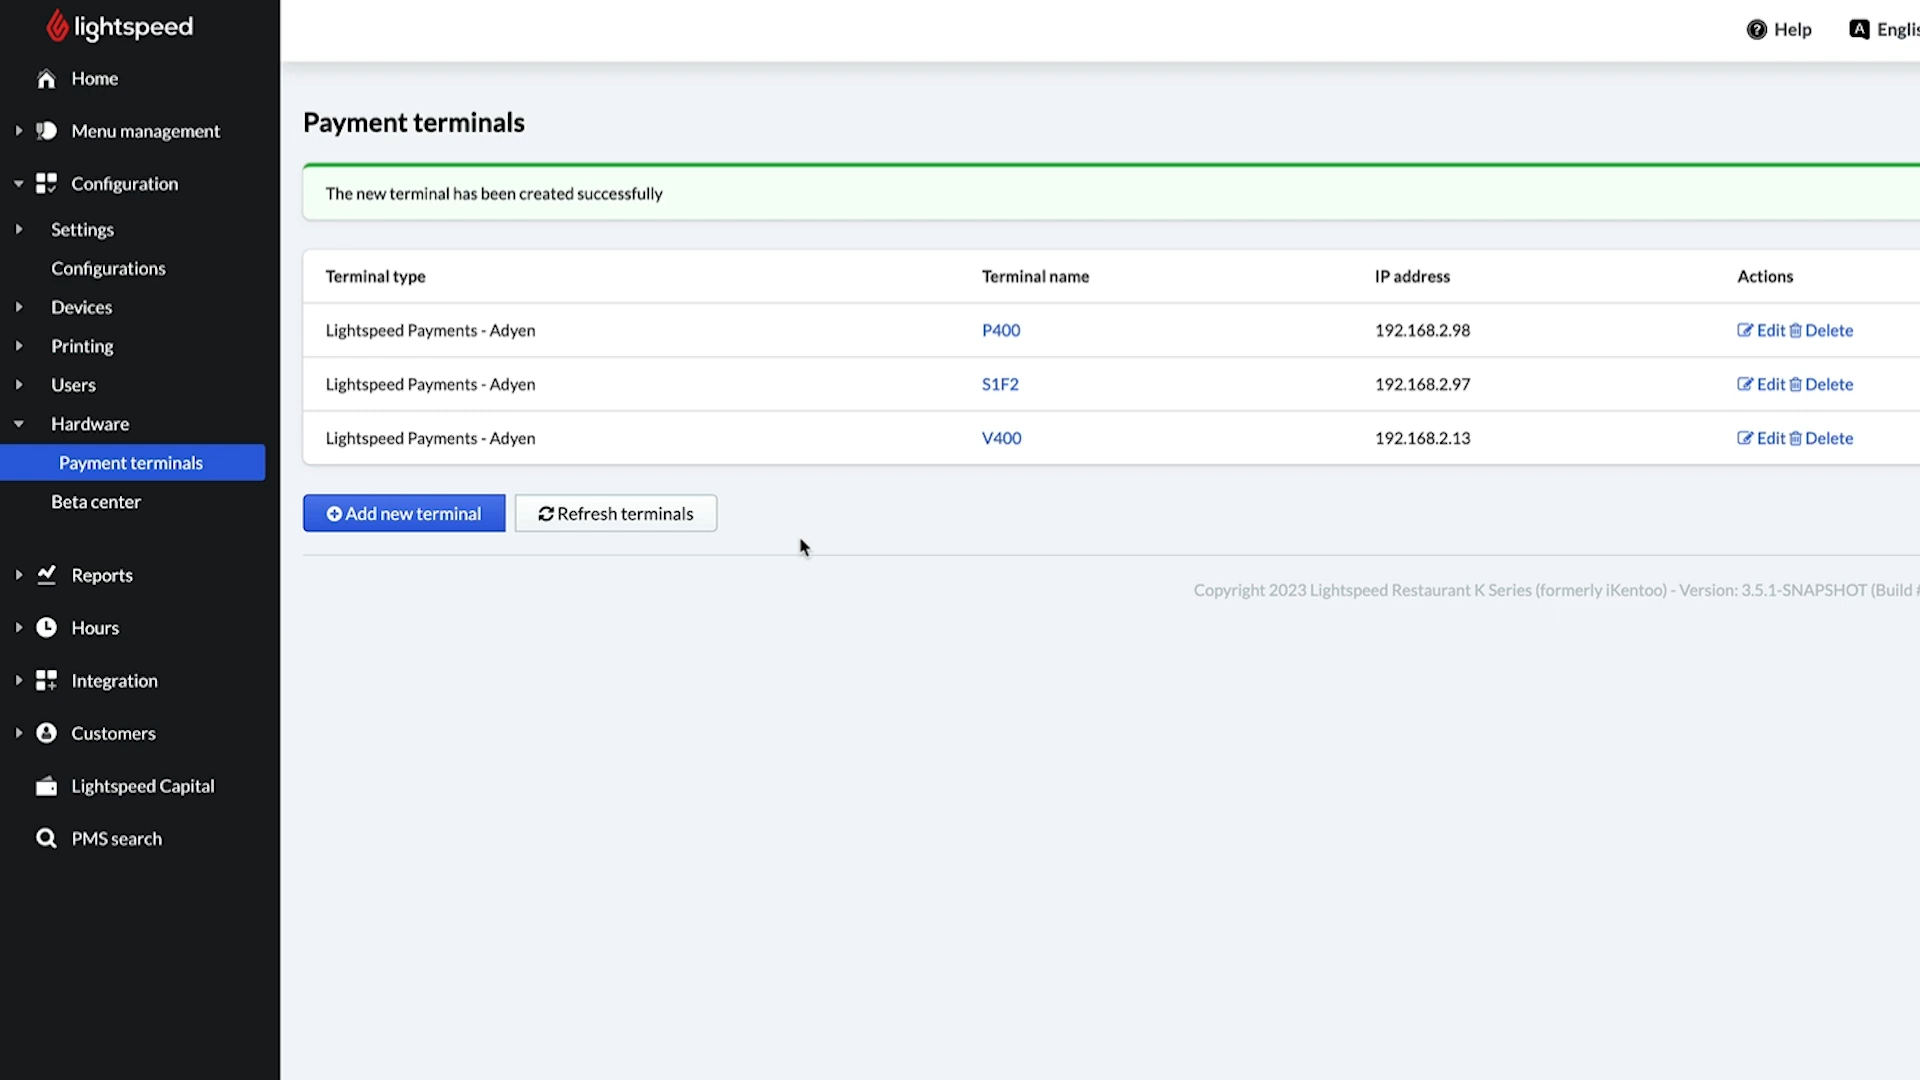 lightspeed
Help
A Englis
Home
Menu management
Configuration
Settings
Configurations
Devices
Printing
Users
Hardware
Payment terminals
Beta center
Reports
Hours
Integration
Customers
Lightspeed Capital
PMS search
Payment terminals
The new terminal has been created successfully
Terminal type Terminal name IP address Actions
Lightspeed Payments - Adyen P400 192.168.2.98 Edit Delete
Lightspeed Payments - Adyen S1F2 192.168.2.97 Edit Delete
Lightspeed Payments - Adyen V400 192.168.2.13 Edit Delete
Add new terminal Refresh terminals
Copyright 2023 Lightspeed Restaurant K Series (formerly iKentoo) - Version: 3.5.1-SNAPSHOT (Build #